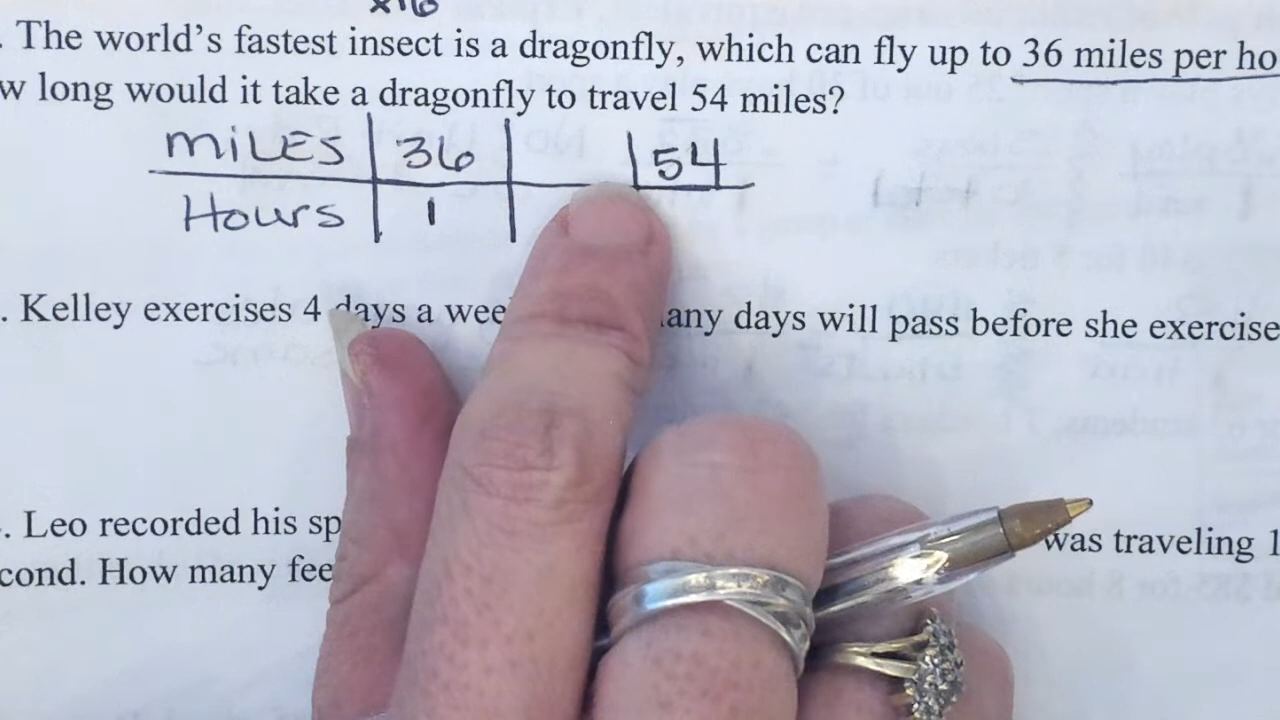 . The world's fastest insect is a dragonfly, which can fly up to 36 miles per ho
w long would it take a dragonfly to travel 54 miles?
miLES 36 54
Hours 1
. Kelley exercises 4 days a wee any days will pass before she exercise
. Leo recorded his sp was traveling 1
cond. How many fee